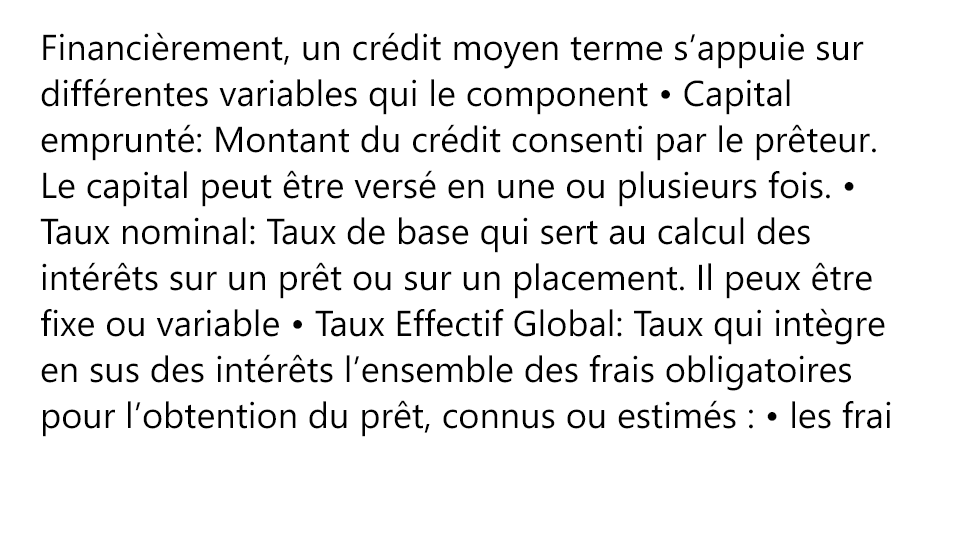 Financièrement, un crédit moyen terme s’appuie sur
différentes variables qui le component • Capital
emprunté: Montant du crédit consenti par le prêteur.
Le capital peut être versé en une ou plusieurs fois. •
Taux nominal: Taux de base qui sert au calcul des
intérêts sur un prêt ou sur un placement. Il peux être
fixe ou variable • Taux Effectif Global: Taux qui intègre
en sus des intérêts l’ensemble des frais obligatoires
pour l’obtention du prêt, connus ou estimés : • les frai